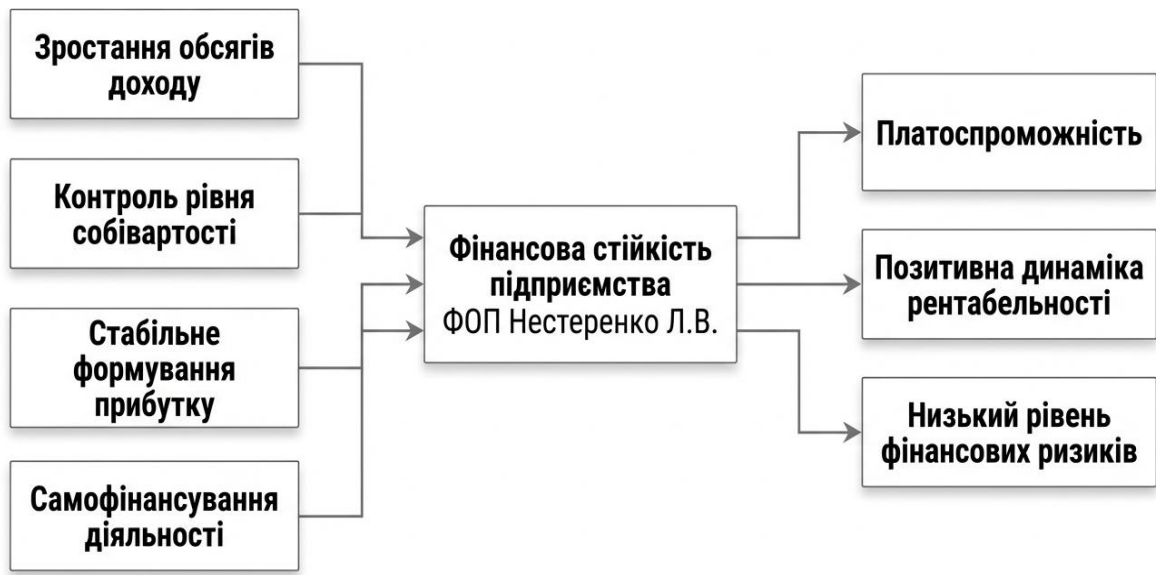 Зростання обсягів
доходу
Контроль рівня
собівартості
Стабільне
формування
прибутку
Самофінансування
діяльності
Фінансова стійкість
підприємства
ФОП Нестеренко Л.В.
Платоспроможність
Позитивна динаміка
рентабельності
Низький рівень
фінансових ризиків